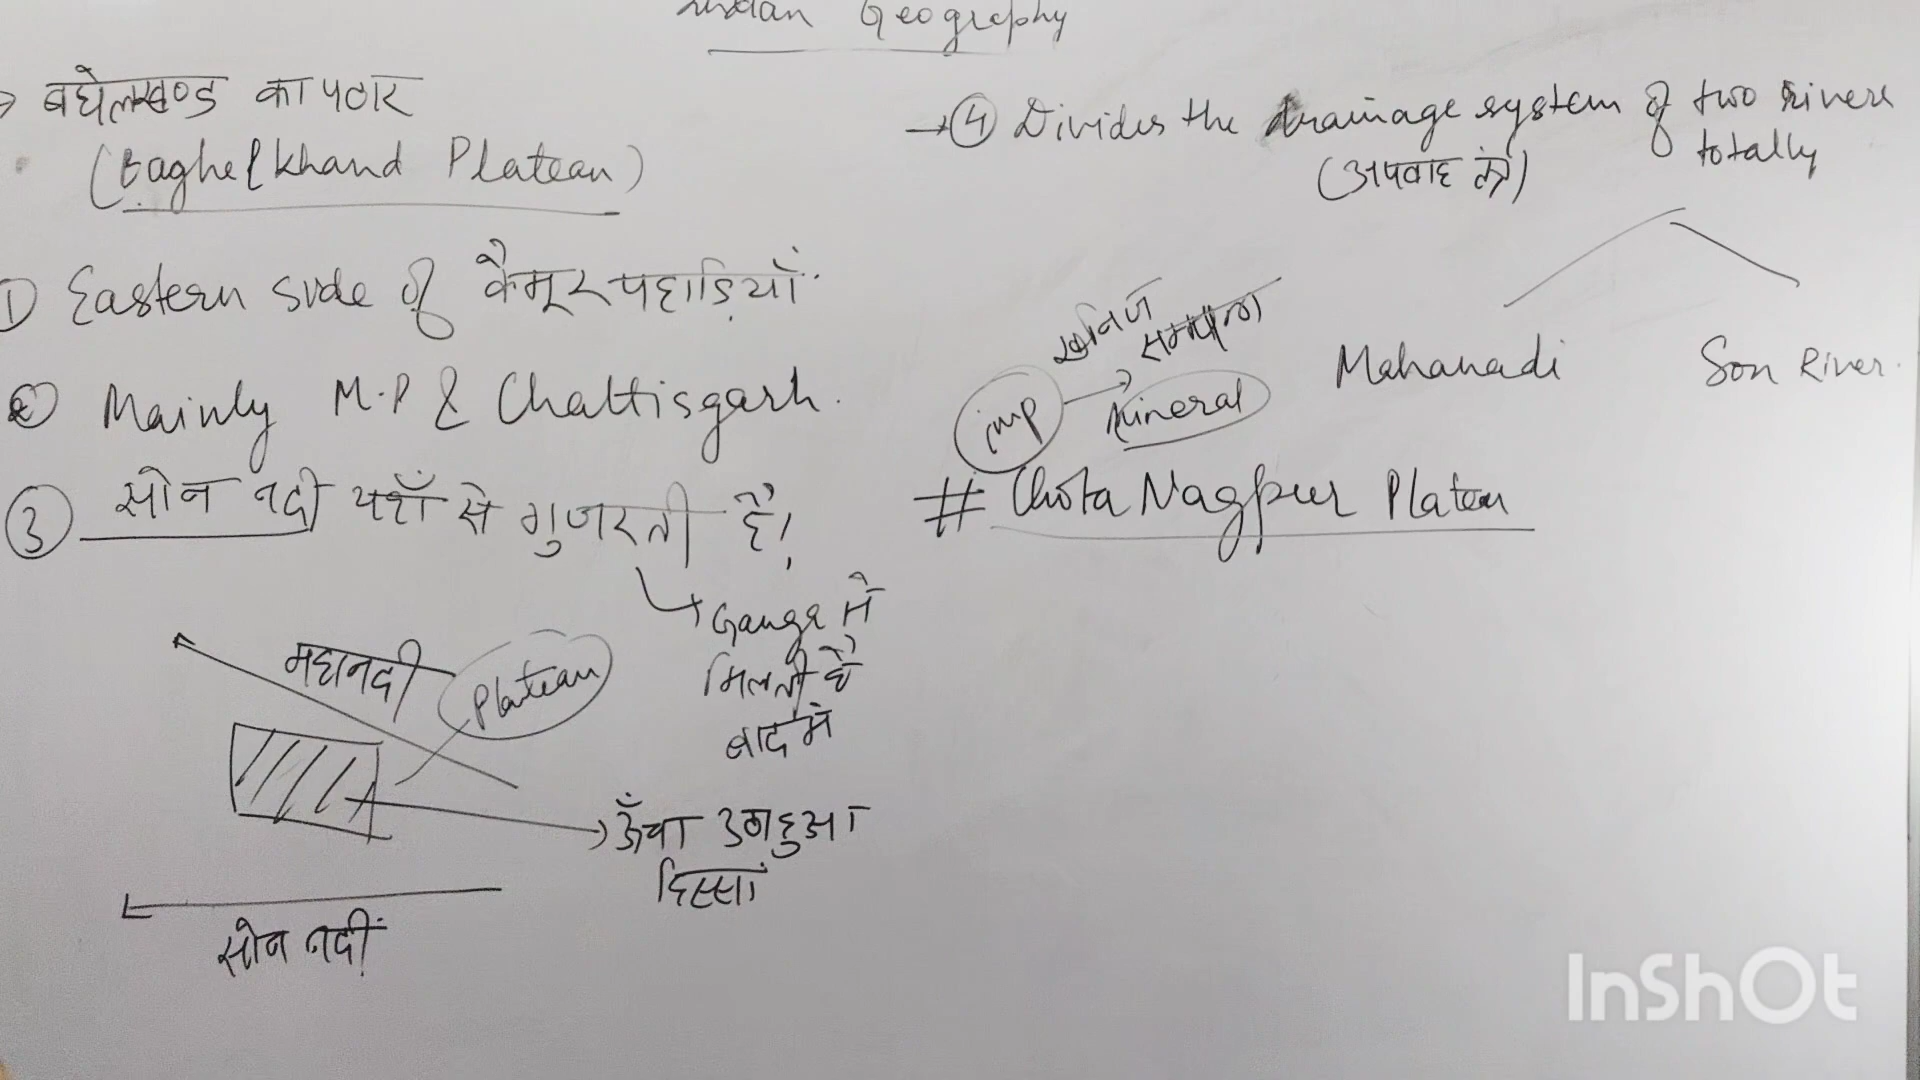 Indian Geography
→ बघेलखण्ड का पठार
(Baghelkhand Plateau)
① Eastern side of कैमूर पहाड़ियों.
② Mainly M.P & Chattisgarh.
③ सोन नदी यहाँ से गुजरती है।
→ Ganga में
मिलती है
बाद में
महानदी
Plateau
→ ऊँचा उठा हुआ
हिस्सा
सोन नदी
→ ④ Divides the drainage system of two rivers
totally
(अपवाह तंत्र)
Mahanadi
Son River.
खनिज
imp → Mineral
# Chota Nagpur Plateau
InShOt